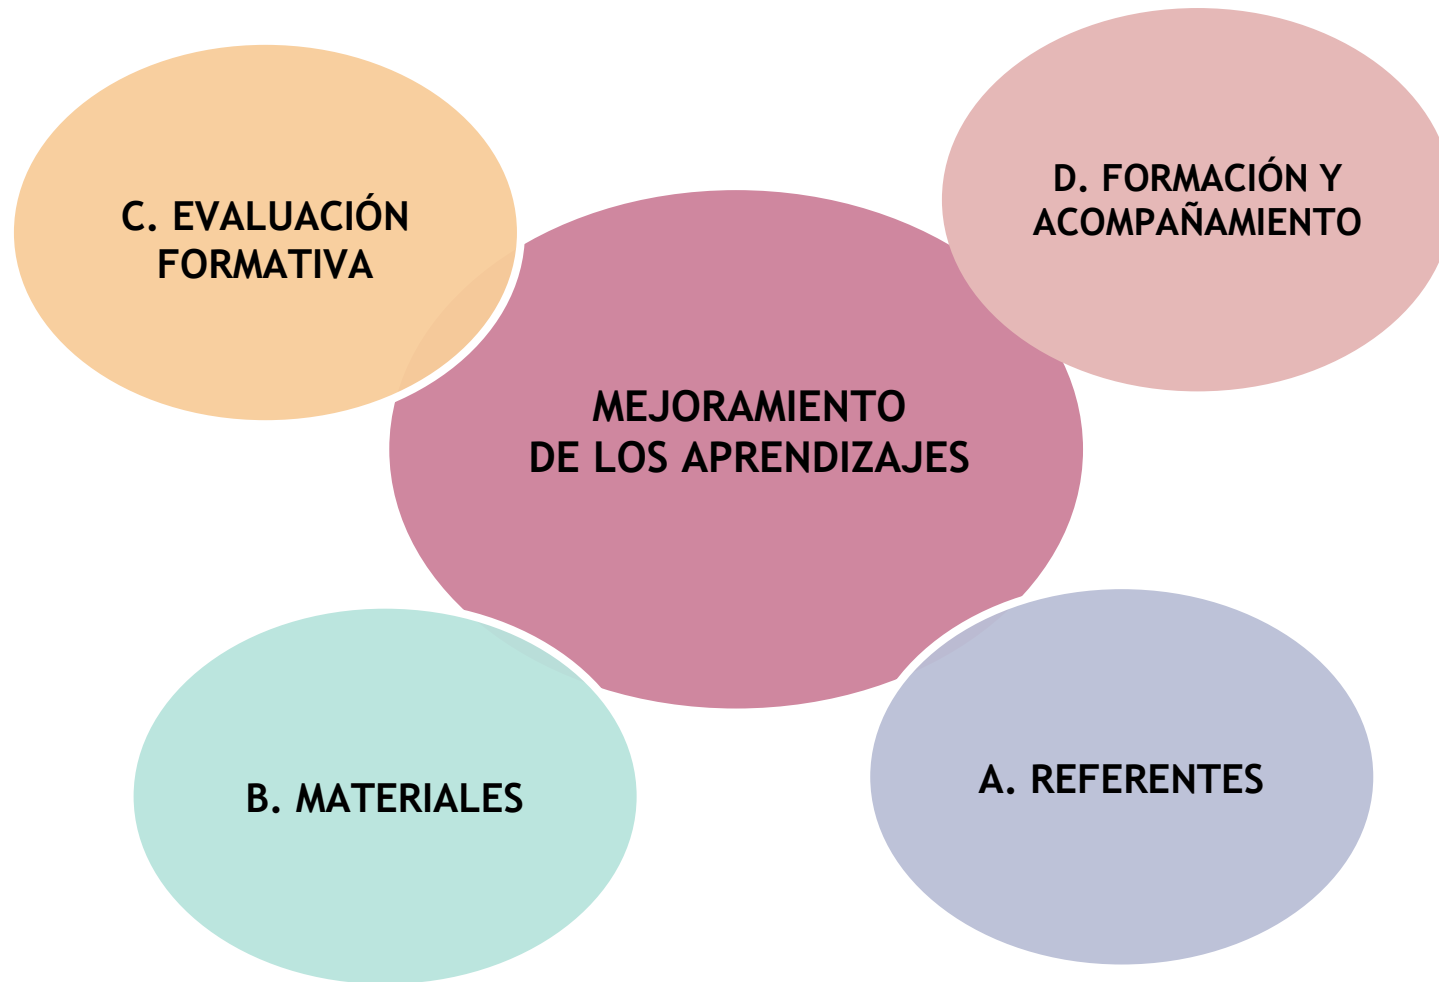 C. EVALUACIÓN
FORMATIVA
D. FORMACIÓN Y
ACOMPAÑAMIENTO
MEJORAMIENTO
DE LOS APRENDIZAJES
B. MATERIALES
A. REFERENTES